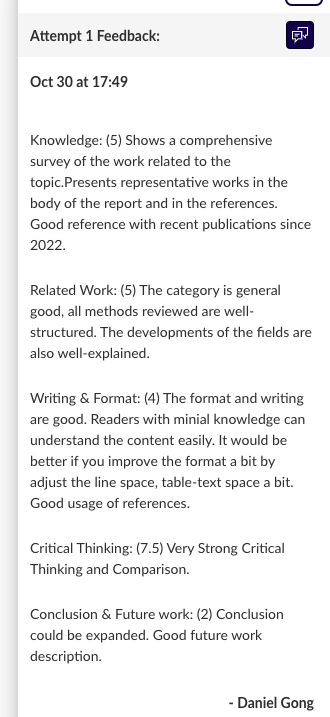 Attempt 1 Feedback:
Oct 30 at 17:49
Knowledge: (5) Shows a comprehensive
survey of the work related to the
topic.Presents representative works in the
body of the report and in the references.
Good reference with recent publications since
2022.
Related Work: (5) The category is general
good, all methods reviewed are well-
structured. The developments of the fields are
also well-explained.
Writing & Format: (4) The format and writing
are good. Readers with minial knowledge can
understand the content easily. It would be
better if you improve the format a bit by
adjust the line space, table-text space a bit.
Good usage of references.
Critical Thinking: (7.5) Very Strong Critical
Thinking and Comparison.
Conclusion & Future work: (2) Conclusion
could be expanded. Good future work
description.
- Daniel Gong